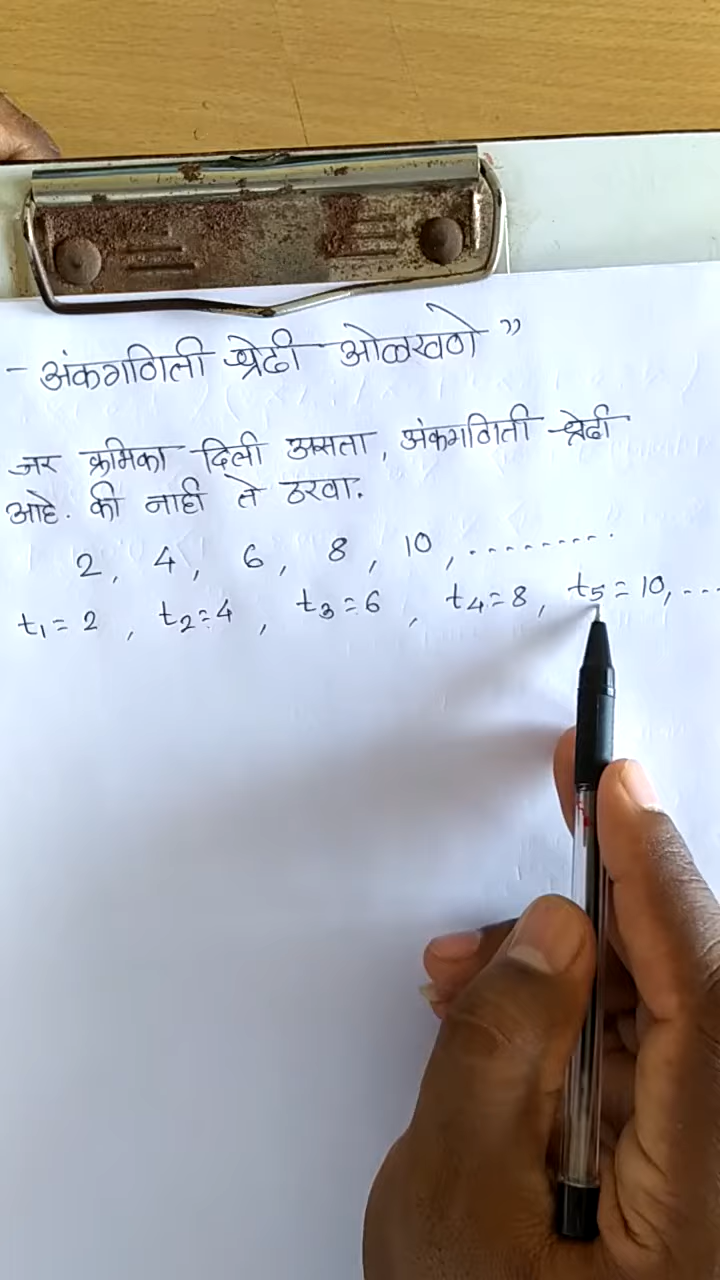 - अंकगणिती श्रेढी ओळखणे ”
जर क्रमिका दिली असता, अंकगणिती श्रेढी
आहे. की नाही ते ठरवा.
2, 4, 6, 8, 10, .........
t₁=2, t₂=4, t₃=6, t₄=8, t₅=10, ...